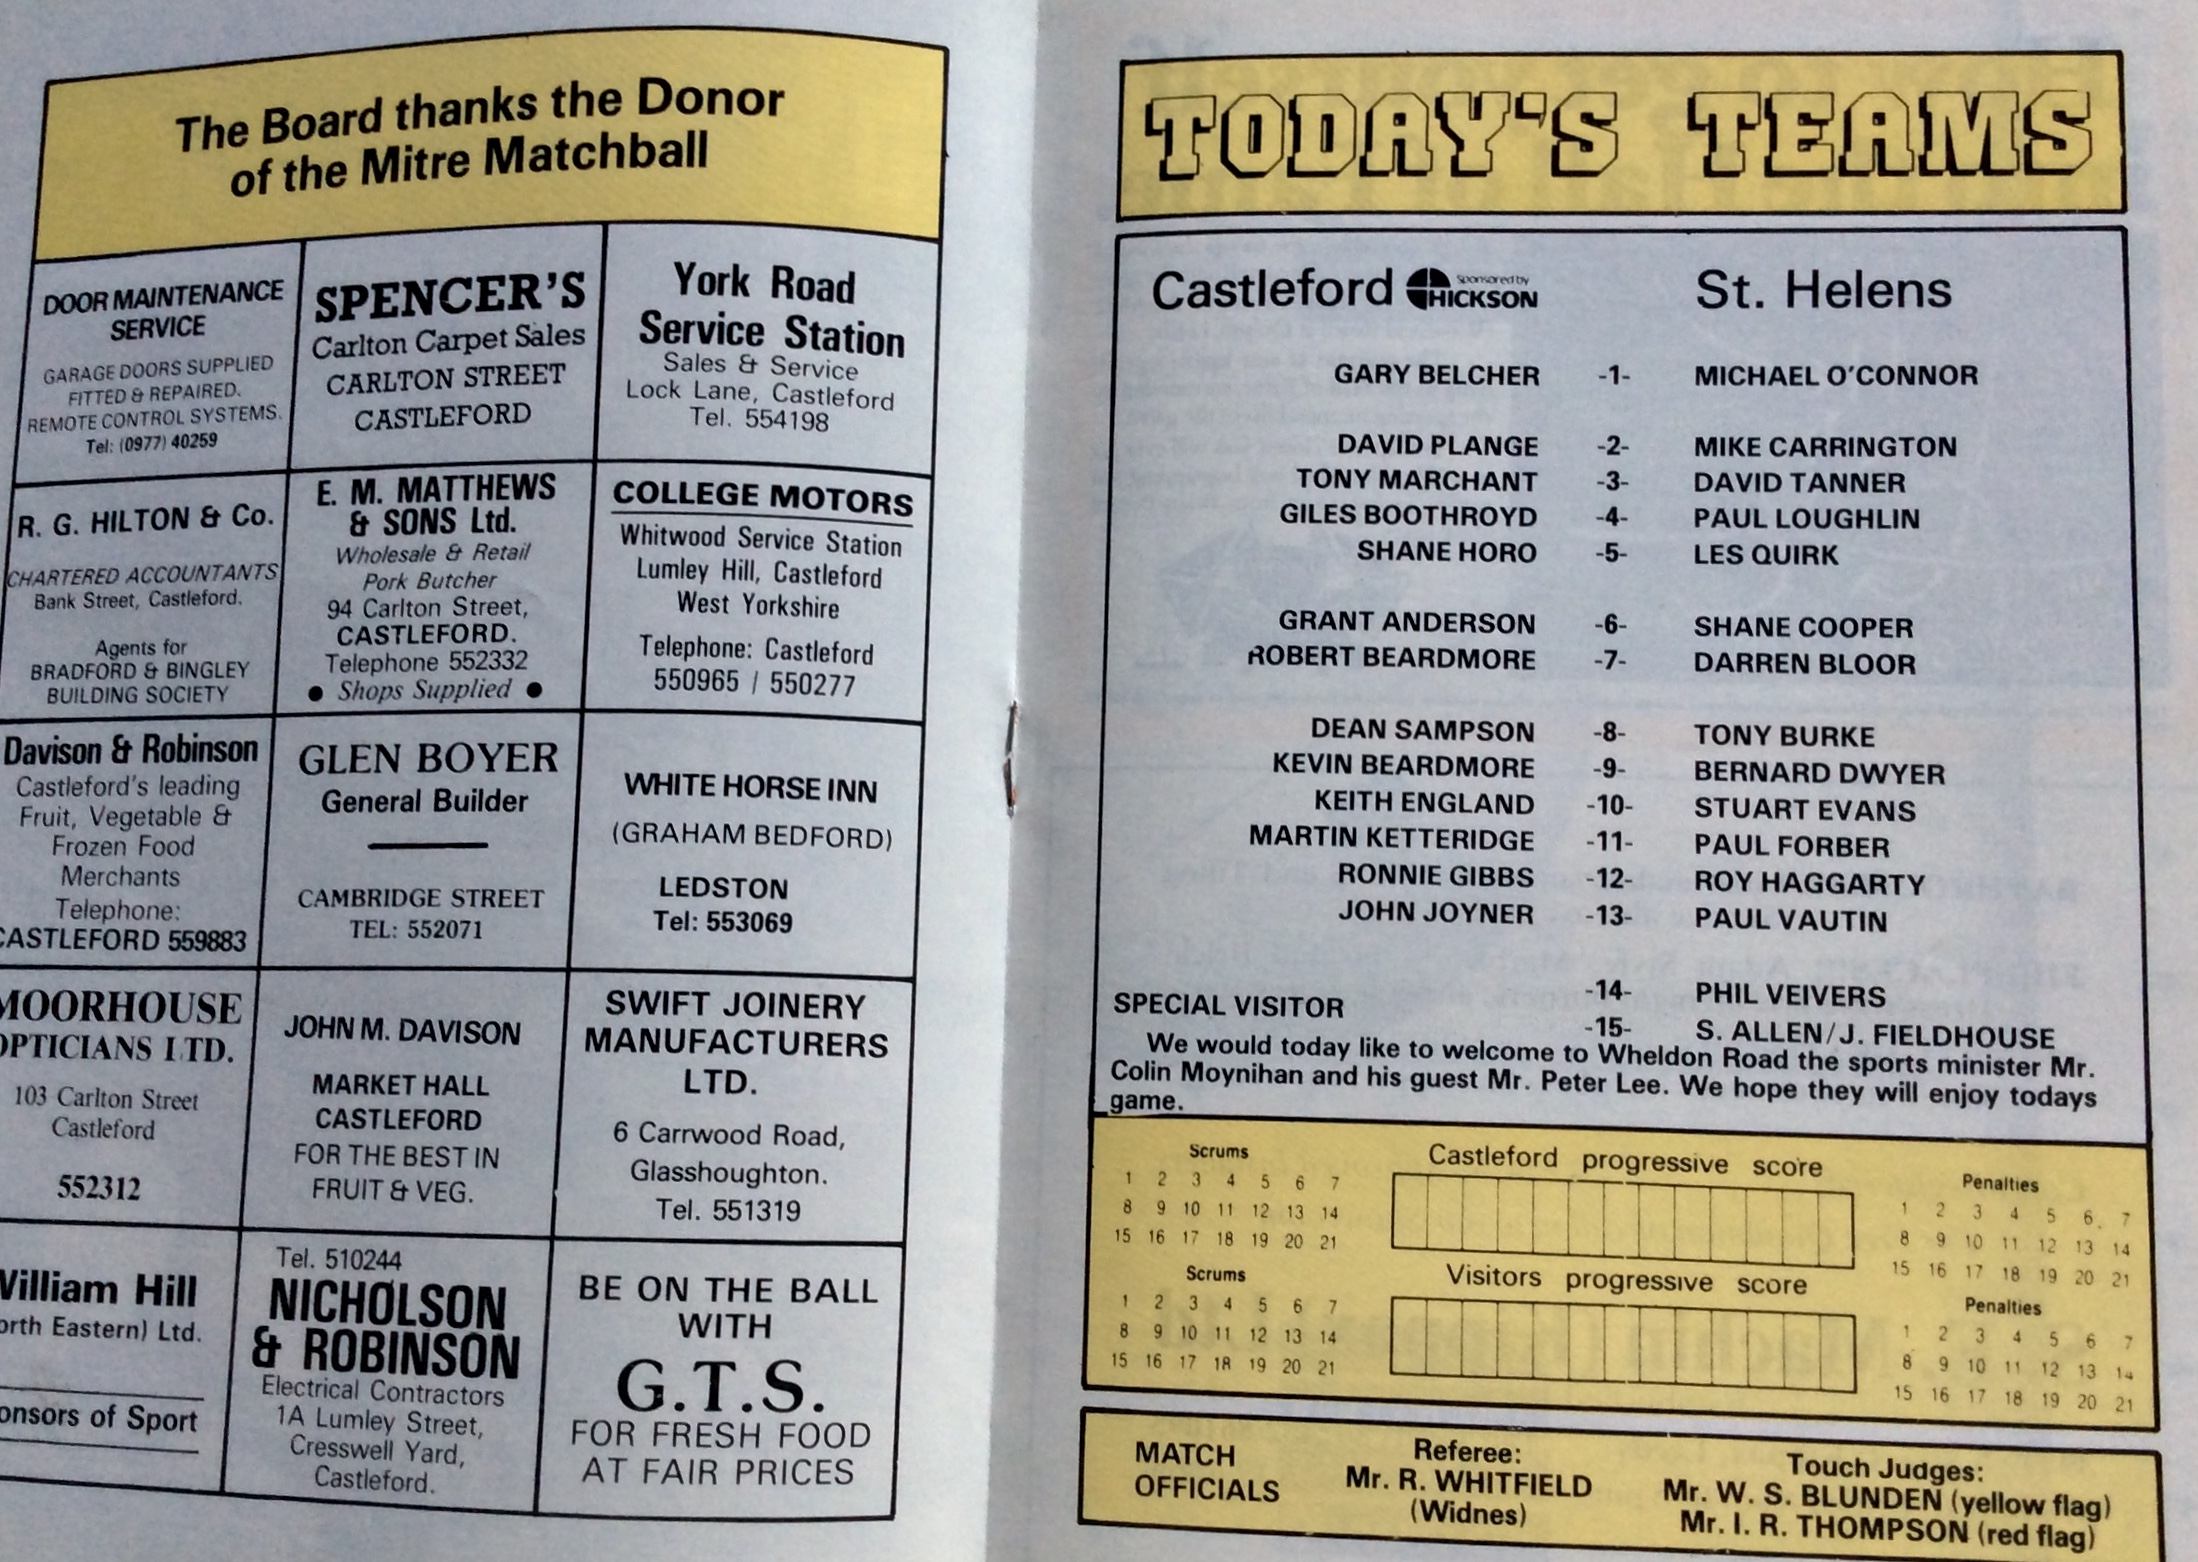 The Board thanks the Donor
of the Mitre Matchball
DOOR MAINTENANCE
SERVICE
GARAGE DOORS SUPPLIED
FITTED & REPAIRED.
REMOTE CONTROL SYSTEMS.
Tel: (0977) 40259
SPENCER'S
Carlton Carpet Sales
CARLTON STREET
CASTLEFORD
York Road
Service Station
Sales & Service
Lock Lane, Castleford
Tel. 554198
R. G. HILTON & Co.
CHARTERED ACCOUNTANTS
Bank Street, Castleford.
Agents for
BRADFORD & BINGLEY
BUILDING SOCIETY
E. M. MATTHEWS
& SONS Ltd.
Wholesale & Retail
Pork Butcher
94 Carlton Street,
CASTLEFORD.
Telephone 552332
● Shops Supplied ●
COLLEGE MOTORS
Whitwood Service Station
Lumley Hill, Castleford
West Yorkshire
Telephone: Castleford
550965 / 550277
Davison & Robinson
Castleford's leading
Fruit, Vegetable &
Frozen Food
Merchants
Telephone:
CASTLEFORD 559883
GLEN BOYER
General Builder
CAMBRIDGE STREET
TEL: 552071
WHITE HORSE INN
(GRAHAM BEDFORD)
LEDSTON
Tel: 553069
MOORHOUSE
OPTICIANS LTD.
103 Carlton Street
Castleford
552312
JOHN M. DAVISON
MARKET HALL
CASTLEFORD
FOR THE BEST IN
FRUIT & VEG.
SWIFT JOINERY
MANUFACTURERS
LTD.
6 Carrwood Road,
Glasshoughton.
Tel. 551319
William Hill
orth Eastern) Ltd.
onsors of Sport
Tel. 510244
NICHOLSON
& ROBINSON
Electrical Contractors
1A Lumley Street,
Cresswell Yard,
Castleford.
BE ON THE BALL
WITH
G.T.S.
FOR FRESH FOOD
AT FAIR PRICES
TODAY'S TEAMS
Castleford Sponsored by HICKSON St. Helens
GARY BELCHER -1- MICHAEL O'CONNOR
DAVID PLANGE -2- MIKE CARRINGTON
TONY MARCHANT -3- DAVID TANNER
GILES BOOTHROYD -4- PAUL LOUGHLIN
SHANE HORO -5- LES QUIRK
GRANT ANDERSON -6- SHANE COOPER
ROBERT BEARDMORE -7- DARREN BLOOR
DEAN SAMPSON -8- TONY BURKE
KEVIN BEARDMORE -9- BERNARD DWYER
KEITH ENGLAND -10- STUART EVANS
MARTIN KETTERIDGE -11- PAUL FORBER
RONNIE GIBBS -12- ROY HAGGARTY
JOHN JOYNER -13- PAUL VAUTIN
-14- PHIL VEIVERS
SPECIAL VISITOR
-15- S. ALLEN/J. FIELDHOUSE
We would today like to welcome to Wheldon Road the sports minister Mr.
Colin Moynihan and his guest Mr. Peter Lee. We hope they will enjoy todays
game.
Scrums
1 2 3 4 5 6 7
8 9 10 11 12 13 14
15 16 17 18 19 20 21
Castleford progressive score
Penalties
1 2 3 4 5 6 7
8 9 10 11 12 13 14
15 16 17 18 19 20 21
Scrums
1 2 3 4 5 6 7
8 9 10 11 12 13 14
15 16 17 18 19 20 21
Visitors progressive score
Penalties
1 2 3 4 5 6 7
8 9 10 11 12 13 14
15 16 17 18 19 20 21
MATCH
OFFICIALS
Referee:
Mr. R. WHITFIELD
(Widnes)
Touch Judges:
Mr. W. S. BLUNDEN (yellow flag)
Mr. I. R. THOMPSON (red flag)